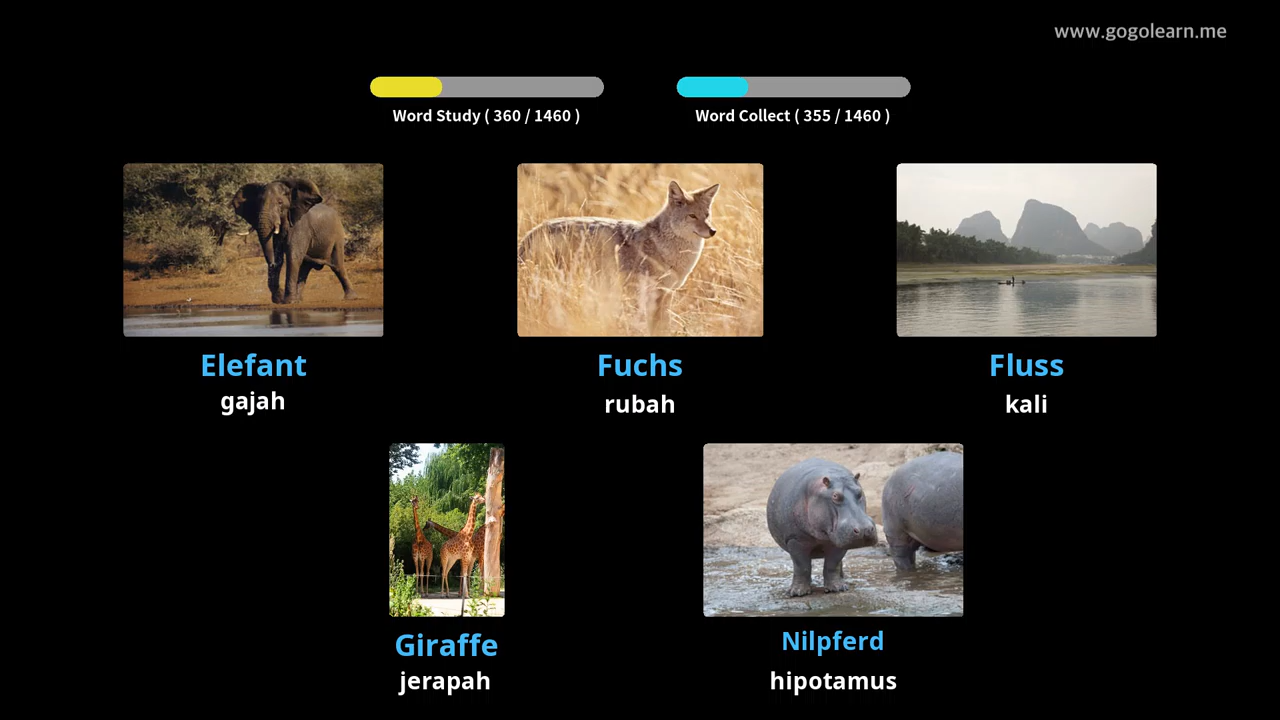 www.gogolearn.me
Word Study ( 360 / 1460 )
Word Collect ( 355 / 1460 )
Elefant
gajah
Fuchs
rubah
Fluss
kali
Giraffe
jerapah
Nilpferd
hipotamus